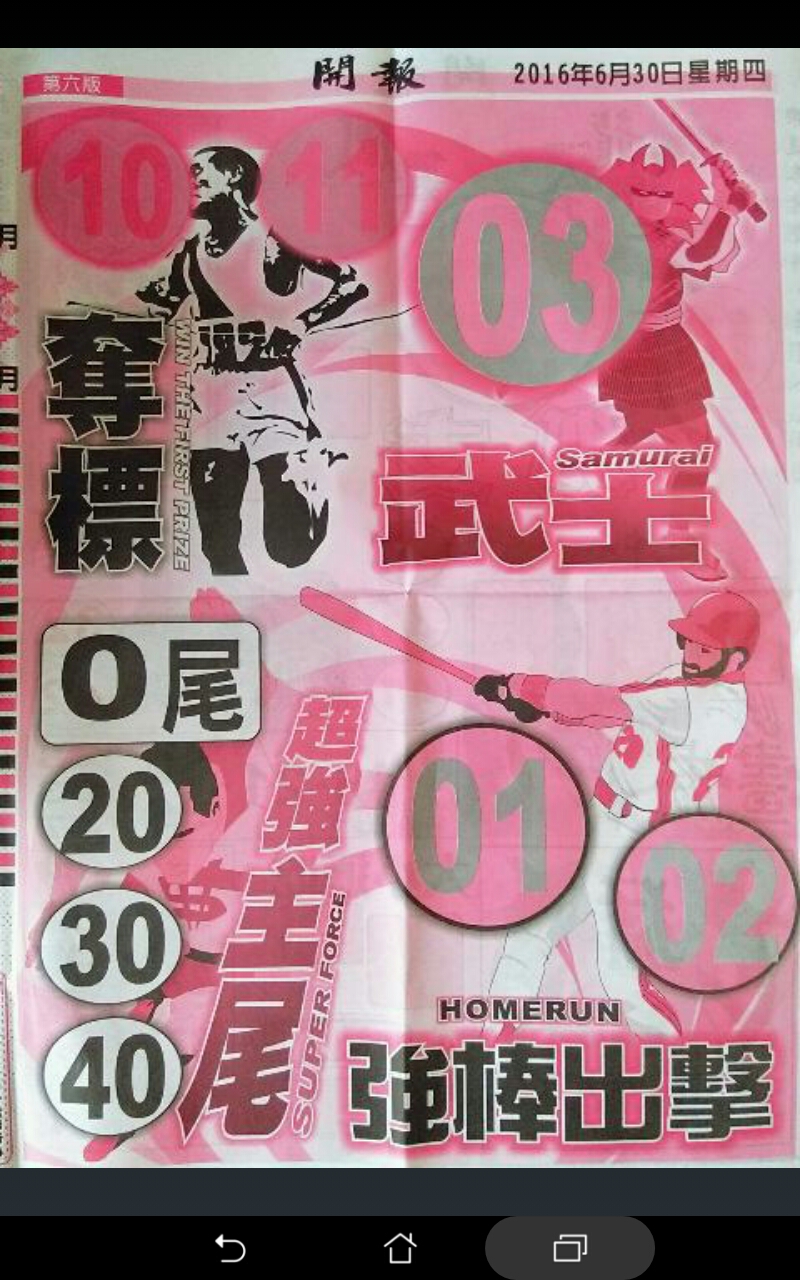 第六版
開報
2016年6月30日星期四
10
11
03
奪標
WIN THE FIRST PRIZE
Samurai
武士
0尾
20
30
40
超強
主尾
SUPER FORCE
01
02
HOMERUN
強棒出擊
月
月